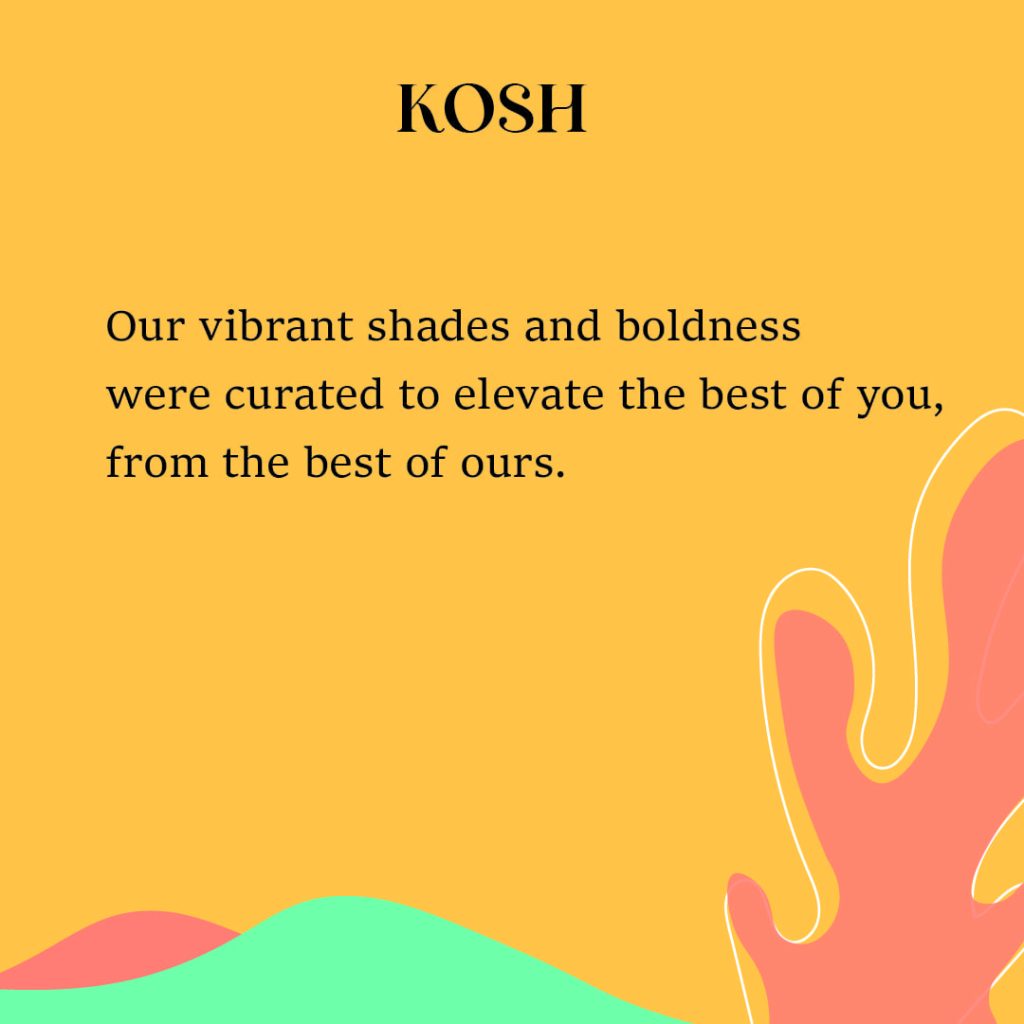 KOSH
Our vibrant shades and boldness
were curated to elevate the best of you,
from the best of ours.